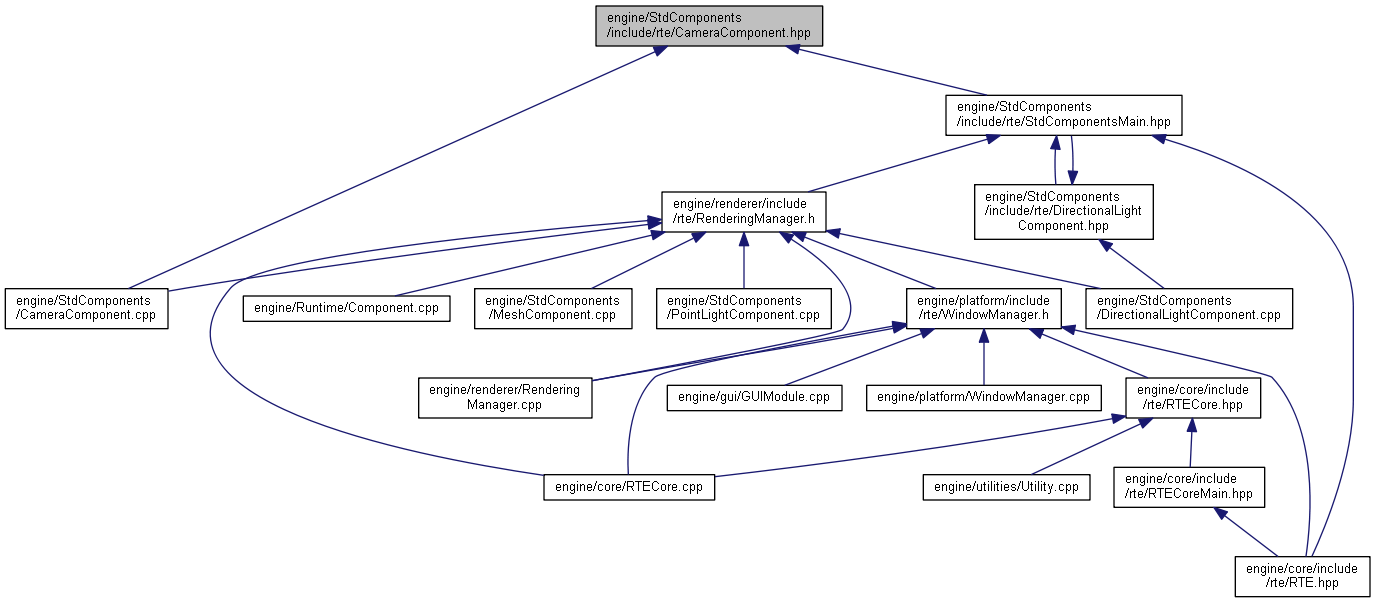 engine/StdComponents
/include/rte/CameraComponent.hpp
engine/StdComponents
/include/rte/StdComponentsMain.hpp
engine/renderer/include
/rte/RenderingManager.h
engine/StdComponents
/include/rte/DirectionalLight
Component.hpp
engine/StdComponents
/CameraComponent.cpp
engine/Runtime/Component.cpp
engine/StdComponents
/MeshComponent.cpp
engine/StdComponents
/PointLightComponent.cpp
engine/platform/include
/rte/WindowManager.h
engine/StdComponents
/DirectionalLightComponent.cpp
engine/renderer/Rendering
Manager.cpp
engine/gui/GUIModule.cpp
engine/platform/WindowManager.cpp
engine/core/include
/rte/RTECore.hpp
engine/core/RTECore.cpp
engine/utilities/Utility.cpp
engine/core/include
/rte/RTECoreMain.hpp
engine/core/include
/rte/RTE.hpp